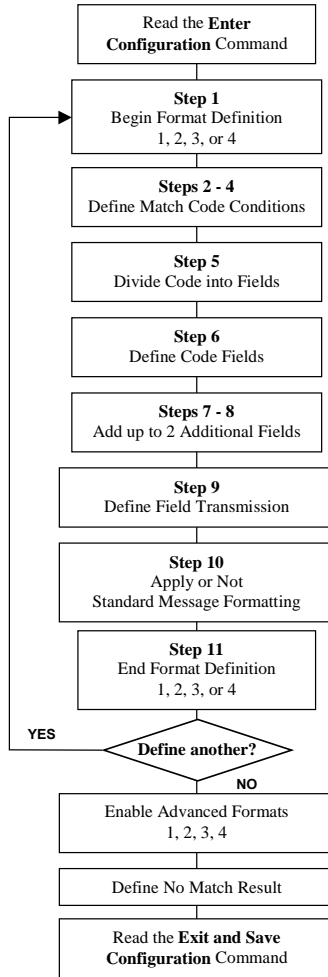 Read the Enter
Configuration Command
Step 1
Begin Format Definition
1, 2, 3, or 4
Steps 2 - 4
Define Match Code Conditions
Step 5
Divide Code into Fields
Step 6
Define Code Fields
Steps 7 - 8
Add up to 2 Additional Fields
Step 9
Define Field Transmission
Step 10
Apply or Not
Standard Message Formatting
Step 11
End Format Definition
1, 2, 3, or 4
YES
Define another?
NO
Enable Advanced Formats
1, 2, 3, 4
Define No Match Result
Read the Exit and Save
Configuration Command